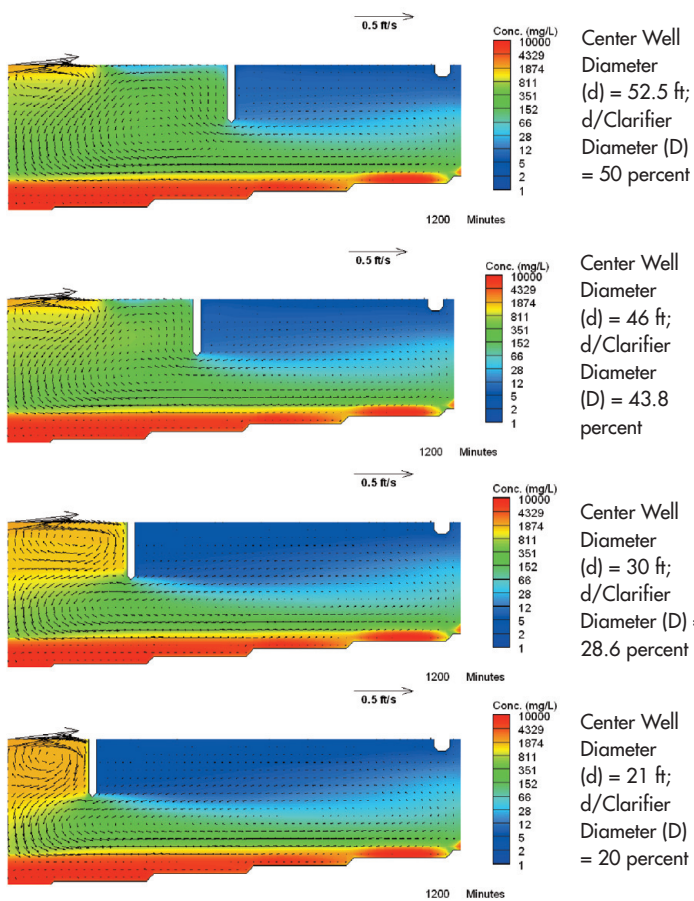 0.5 ft/s
Conc. (mg/L)
10000
4329
1874
811
351
152
66
28
12
5
2
1
1200 Minutes
Center Well
Diameter
(d) = 52.5 ft;
d/Clarifier
Diameter (D)
= 50 percent
0.5 ft/s
Conc. (mg/L)
10000
4329
1874
811
351
152
66
28
12
5
2
1
1200 Minutes
Center Well
Diameter
(d) = 46 ft;
d/Clarifier
Diameter
(D) = 43.8
percent
0.5 ft/s
Conc. (mg/L)
10000
4329
1874
811
351
152
66
28
12
5
2
1
1200 Minutes
Center Well
Diameter
(d) = 30 ft;
d/Clarifier
Diameter (D) =
28.6 percent
0.5 ft/s
Conc. (mg/L)
10000
4329
1874
811
351
152
66
28
12
5
2
1
1200 Minutes
Center Well
Diameter
(d) = 21 ft;
d/Clarifier
Diameter (D)
= 20 percent